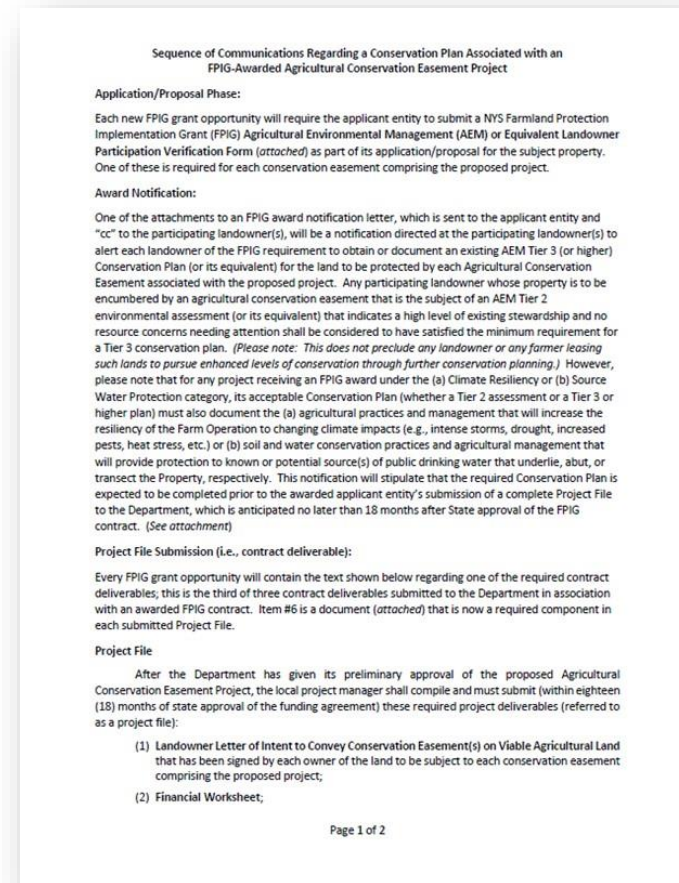 Sequence of Communications Regarding a Conservation Plan Associated with an
FPIG-Awarded Agricultural Conservation Easement Project
Application/Proposal Phase:
Each new FPIG grant opportunity will require the applicant entity to submit a NYS Farmland Protection
Implementation Grant (FPIG) Agricultural Environmental Management (AEM) or Equivalent Landowner
Participation Verification Form (attached) as part of its application/proposal for the subject property.
One of these is required for each conservation easement comprising the proposed project.
Award Notification:
One of the attachments to an FPIG award notification letter, which is sent to the applicant entity and
"cc" to the participating landowner(s), will be a notification directed at the participating landowner(s) to
alert each landowner of the FPIG requirement to obtain or document an existing AEM Tier 3 (or higher)
Conservation Plan (or its equivalent) for the land to be protected by each Agricultural Conservation
Easement associated with the proposed project. Any participating landowner whose property is to be
encumbered by an agricultural conservation easement that is the subject of an AEM Tier 2
environmental assessment (or its equivalent) that indicates a high level of existing stewardship and no
resource concerns needing attention shall be considered to have satisfied the minimum requirement for
a Tier 3 conservation plan. (Please note: This does not preclude any landowner or any farmer leasing
such lands to pursue enhanced levels of conservation through further conservation planning.) However,
please note that for any project receiving an FPIG award under the (a) Climate Resiliency or (b) Source
Water Protection category, its acceptable Conservation Plan (whether a Tier 2 assessment or a Tier 3 or
higher plan) must also document the (a) agricultural practices and management that will increase the
resiliency of the Farm Operation to changing climate impacts (e.g., intense storms, drought, increased
pests, heat stress, etc.) or (b) soil and water conservation practices and agricultural management that
will provide protection to known or potential source(s) of public drinking water that underlie, abut, or
transect the Property, respectively. This notification will stipulate that the required Conservation Plan is
expected to be completed prior to the awarded applicant entity's submission of a complete Project File
to the Department, which is anticipated no later than 18 months after State approval of the FPIG
contract. (See attachment)
Project File Submission (i.e., contract deliverable):
Every FPIG grant opportunity will contain the text shown below regarding one of the required contract
deliverables; this is the third of three contract deliverables submitted to the Department in association
with an awarded FPIG contract. Item #6 is a document (attached) that is now a required component in
each submitted Project File.
Project File
After the Department has given its preliminary approval of the proposed Agricultural
Conservation Easement Project, the local project manager shall compile and must submit (within eighteen
(18) months of state approval of the funding agreement) these required project deliverables (referred to
as a project file):
(1) Landowner Letter of Intent to Convey Conservation Easement(s) on Viable Agricultural Land
that has been signed by each owner of the land to be subject to each conservation easement
comprising the proposed project;
(2) Financial Worksheet;
Page 1 of 2